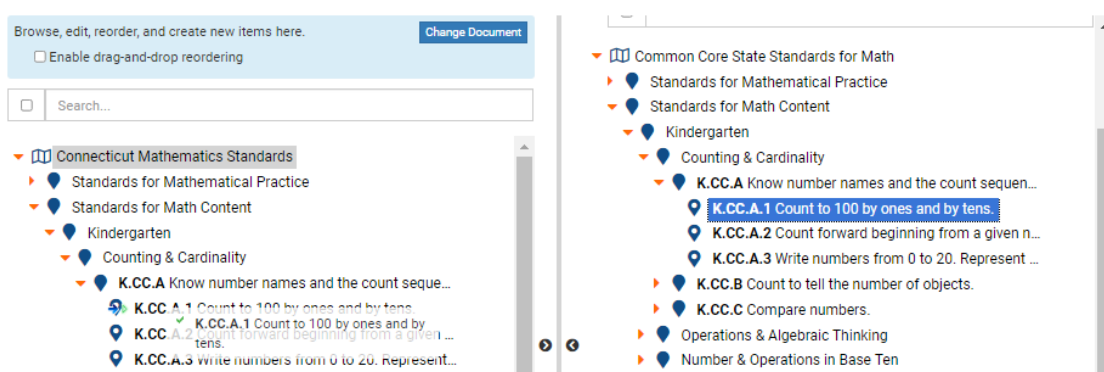 Browse, edit, reorder, and create new items here.
Change Document
Enable drag-and-drop reordering
Search...
Connecticut Mathematics Standards
Standards for Mathematical Practice
Standards for Math Content
Kindergarten
Counting & Cardinality
K.CC.A Know number names and the count seque...
K.CC.A.1 Count to 100 by ones and by tens.
K.CC.A.1 Count to 100 by ones and by
tens.
K.CC.A.2 Count forward beginning from a given ...
K.CC.A.3 Write numbers from 0 to 20. Represent...
Common Core State Standards for Math
Standards for Mathematical Practice
Standards for Math Content
Kindergarten
Counting & Cardinality
K.CC.A Know number names and the count sequen...
K.CC.A.1 Count to 100 by ones and by tens.
K.CC.A.2 Count forward beginning from a given n...
K.CC.A.3 Write numbers from 0 to 20. Represent ...
K.CC.B Count to tell the number of objects.
K.CC.C Compare numbers.
Operations & Algebraic Thinking
Number & Operations in Base Ten